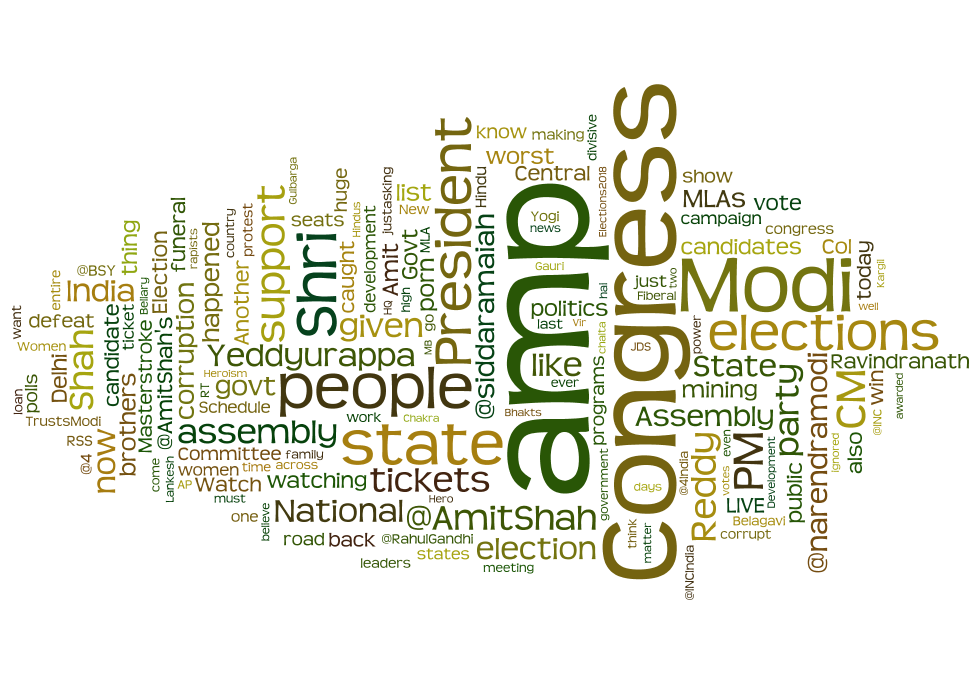 amp
congress
Modi
people
state
elections
President
Shri
CM
PM
National
@AmitShah
tickets
assembly
Yeddyurappa
support
given
Assembly
State
Reddy
party
@narendramodi
@siddaramaiah
election
Shah
now
like
govt
India
politics
mining
candidates
Central
worst
know
making
divisive
Elections2018
Yogi
news
Gauri
Hindu
list
New
justasking
huge
seats
Hindus
Gulbarga
caught
development
Amit
HQ
high
Govt
porn
MLA
go
MB
Another
protest
country
happened
rapists
funeral
corruption
Election
@AmitShah's
Masterstroke
Bellary
thing
ticket
candidate
@BSY
entire
Delhi
defeat
Women
want
loan
polls
TrustsModi
RSS
@4
brothers
come
Lankesh
AP
women
Committee
Watch
time
across
family
watching
Schedule
RT
Heroism
work
Chakra
must
one
believe
road
back
@RahulGandhi
Hero
states
leaders
meeting
Bhakts
last
Vir
hai
chalta
ever
programs
government
days
think
matter
@INCIndia
@4India
JDS
just
Fiberal
two
power
show
MLAs
vote
campaign
congress
Col
today
Kargil
well
Ravindranath
Win
@INC
awarded
also
Ignored
public
Development
even
votes
LIVE
Belagavi
corrupt